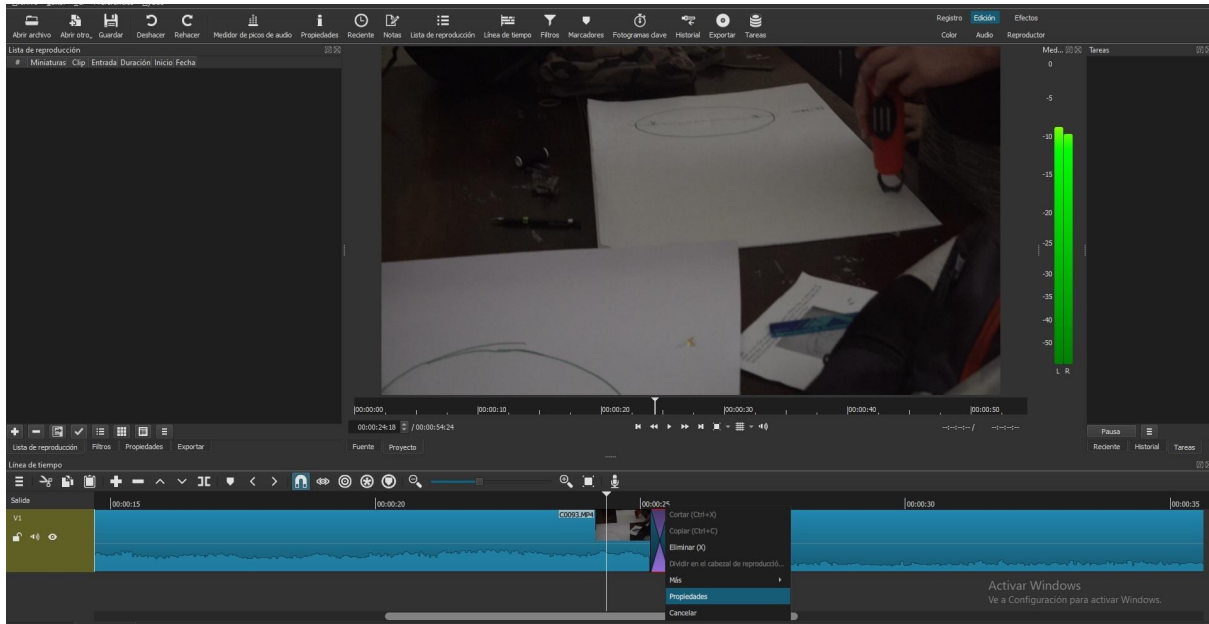 Abrir archivo Abrir otro... Guardar Deshacer Rehacer Medidor de picos de audio Propiedades Reciente Notas Lista de reproducción Línea de tiempo Filtros Marcadores Fotogramas clave Historial Exportar Tareas
Registro Edición Efectos
Color Audio Reproductor
Lista de reproducción
# Miniaturas Clip Entrada Duración Inicio Fecha
Med...
Tareas
0
-5
-10
-15
-20
-25
-30
-35
-40
-50
L R
|00:00:00 |00:00:10 |00:00:20 |00:00:30 |00:00:40 |00:00:50
00:00:24:18 / 00:00:54:24
--:--:--:-- / --:--:--:--
Pausa
Lista de reproducción Filtros Propiedades Exportar
Fuente Proyecto
Reciente Historial Tareas
Línea de tiempo
Salida
|00:00:15 |00:00:20 |00:00:25 |00:00:30 |00:00:35
V1
C0093.MP4
Cortar (Ctrl+X)
Copiar (Ctrl+C)
Eliminar (X)
Dividir en el cabezal de reproducció...
Más
Propiedades
Cancelar
Activar Windows
Ve a Configuración para activar Windows.